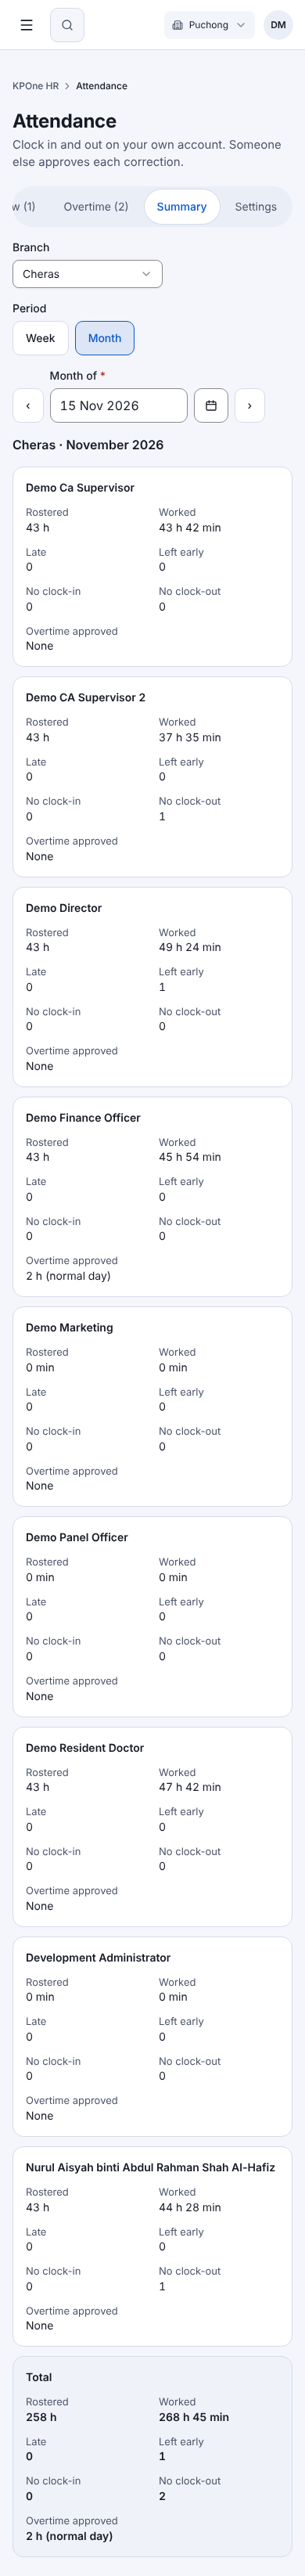 Puchong
DM
KPOne HR > Attendance
Attendance
Clock in and out on your own account. Someone
else approves each correction.
w (1) Overtime (2) Summary Settings
Branch
Cheras
Period
Week Month
Month of *
‹ 15 Nov 2026 ›
Cheras · November 2026
Demo Ca Supervisor
Rostered Worked
43 h 43 h 42 min
Late Left early
0 0
No clock-in No clock-out
0 0
Overtime approved
None
Demo CA Supervisor 2
Rostered Worked
43 h 37 h 35 min
Late Left early
0 0
No clock-in No clock-out
0 1
Overtime approved
None
Demo Director
Rostered Worked
43 h 49 h 24 min
Late Left early
0 1
No clock-in No clock-out
0 0
Overtime approved
None
Demo Finance Officer
Rostered Worked
43 h 45 h 54 min
Late Left early
0 0
No clock-in No clock-out
0 0
Overtime approved
2 h (normal day)
Demo Marketing
Rostered Worked
0 min 0 min
Late Left early
0 0
No clock-in No clock-out
0 0
Overtime approved
None
Demo Panel Officer
Rostered Worked
0 min 0 min
Late Left early
0 0
No clock-in No clock-out
0 0
Overtime approved
None
Demo Resident Doctor
Rostered Worked
43 h 47 h 42 min
Late Left early
0 0
No clock-in No clock-out
0 0
Overtime approved
None
Development Administrator
Rostered Worked
0 min 0 min
Late Left early
0 0
No clock-in No clock-out
0 0
Overtime approved
None
Nurul Aisyah binti Abdul Rahman Shah Al-Hafiz
Rostered Worked
43 h 44 h 28 min
Late Left early
0 0
No clock-in No clock-out
0 1
Overtime approved
None
Total
Rostered Worked
258 h 268 h 45 min
Late Left early
0 1
No clock-in No clock-out
0 2
Overtime approved
2 h (normal day)